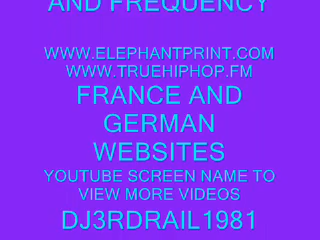 AND FREQUENCY
WWW.ELEPHANTPRINT.COM
WWW.TRUEHIPHOP.FM
FRANCE AND
GERMAN
WEBSITES
YOUTUBE SCREEN NAME TO
VIEW MORE VIDEOS
DJ3RDRAIL1981